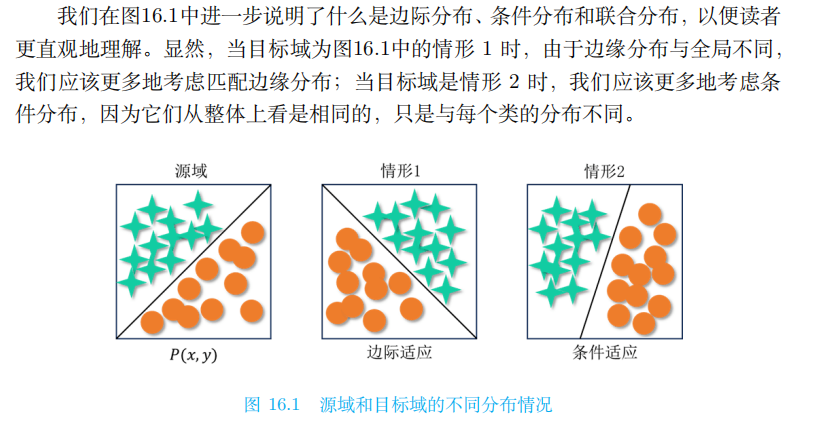 我们在图16.1中进一步说明了什么是边际分布、条件分布和联合分布，以便读者
更直观地理解。显然，当目标域为图16.1中的情形 1 时，由于边缘分布与全局不同，
我们应该更多地考虑匹配边缘分布；当目标域是情形 2 时，我们应该更多地考虑条
件分布，因为它们从整体上看是相同的，只是与每个类的分布不同。
源域
情形1
情形2
P(x, y)
边际适应
条件适应
图 16.1 源域和目标域的不同分布情况